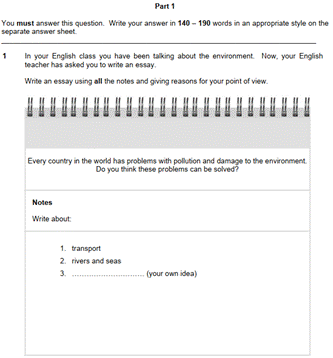 Part 1
You must answer this question. Write your answer in 140 – 190 words in an appropriate style on the
separate answer sheet.
1 In your English class you have been talking about the environment. Now, your English
teacher has asked you to write an essay.
Write an essay using all the notes and giving reasons for your point of view.
Every country in the world has problems with pollution and damage to the environment.
Do you think these problems can be solved?
Notes
Write about:
1. transport
2. rivers and seas
3. ………………………… (your own idea)